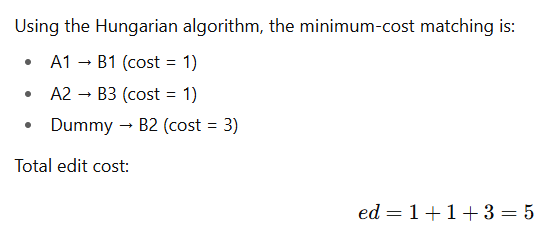 Using the Hungarian algorithm, the minimum-cost matching is:
• A1 → B1 (cost = 1)
• A2 → B3 (cost = 1)
• Dummy → B2 (cost = 3)
Total edit cost:
ed = 1 + 1 + 3 = 5